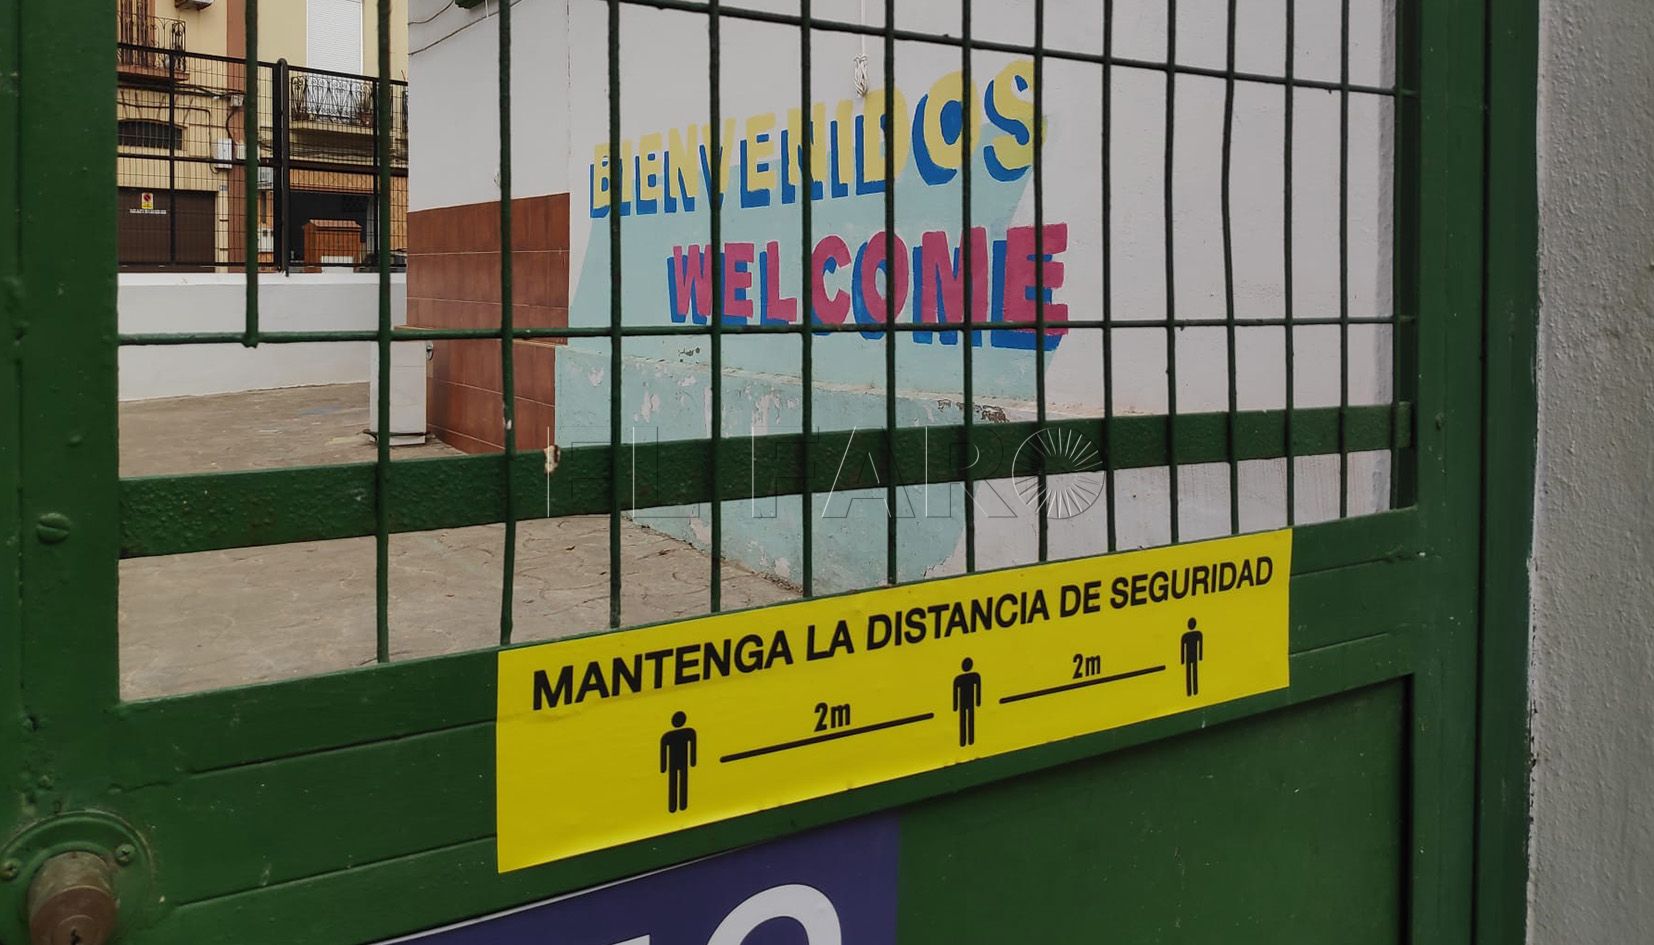 BIENVENIDOS
WELCOME
EL FARO
MANTENGA LA DISTANCIA DE SEGURIDAD
2m 2m